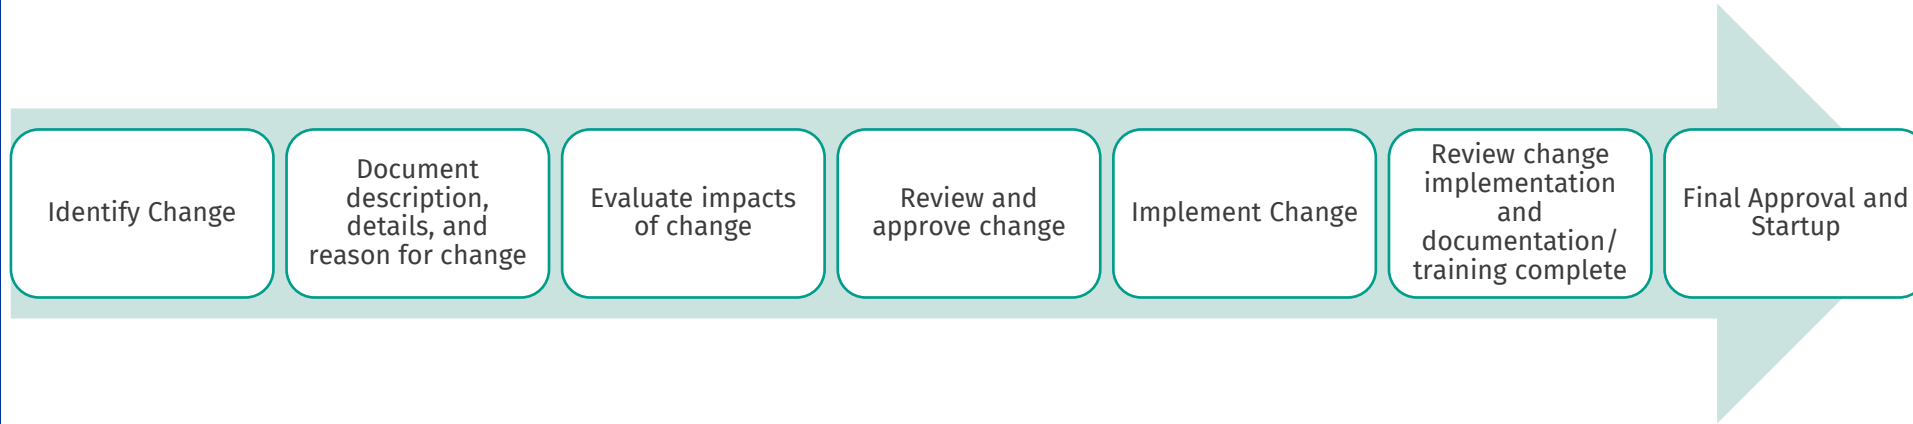 Identify Change
Document
description,
details, and
reason for change
Evaluate impacts
of change
Review and
approve change
Implement Change
Review change
implementation
and
documentation/
training complete
Final Approval and
Startup